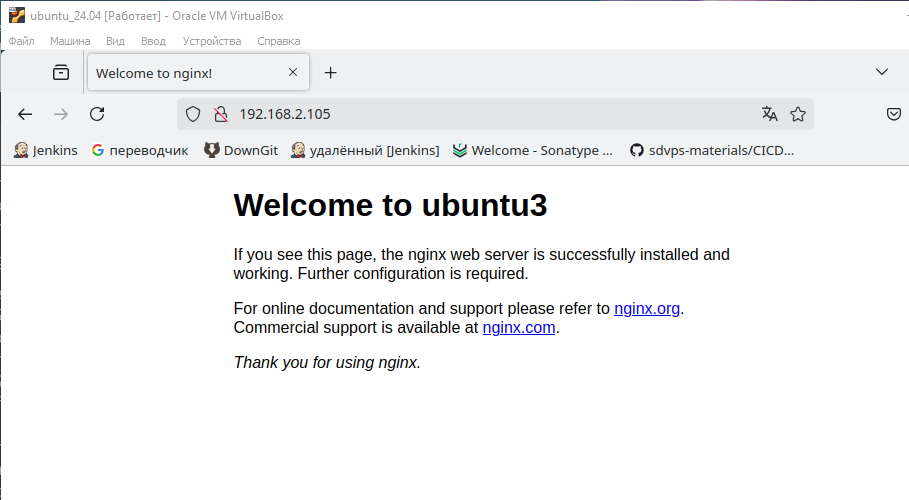 ubuntu_24.04 [Работает] - Oracle VM VirtualBox
Файл Машина Вид Ввод Устройства Справка
Welcome to nginx!
192.168.2.105
Jenkins переводчик DownGit удалённый [Jenkins] Welcome - Sonatype ... sdvps-materials/CICD...
Welcome to ubuntu3
If you see this page, the nginx web server is successfully installed and
working. Further configuration is required.
For online documentation and support please refer to nginx.org.
Commercial support is available at nginx.com.
Thank you for using nginx.